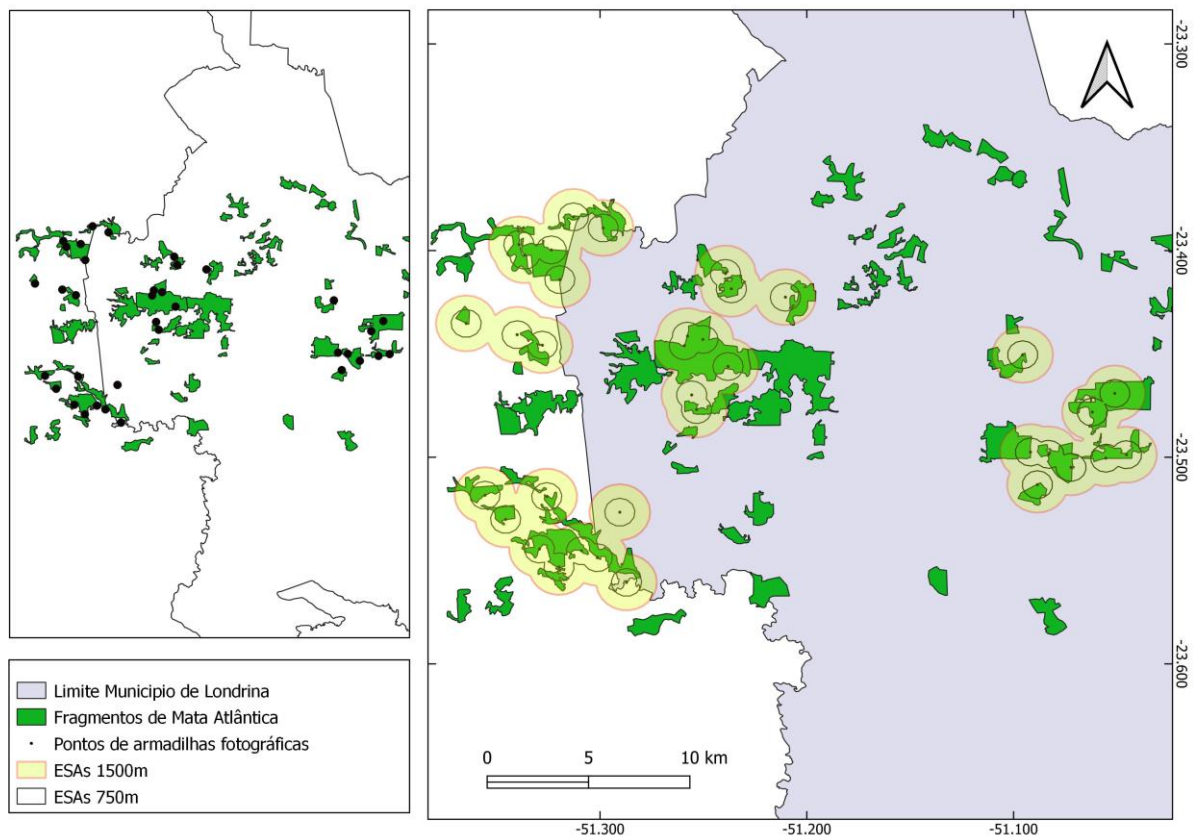 -23.300
-23.400
-23.500
-23.600
0 5 10 km
-51.300 -51.200 -51.100
Limite Municipio de Londrina
Fragmentos de Mata Atlântica
Pontos de armadilhas fotográficas
ESAs 1500m
ESAs 750m